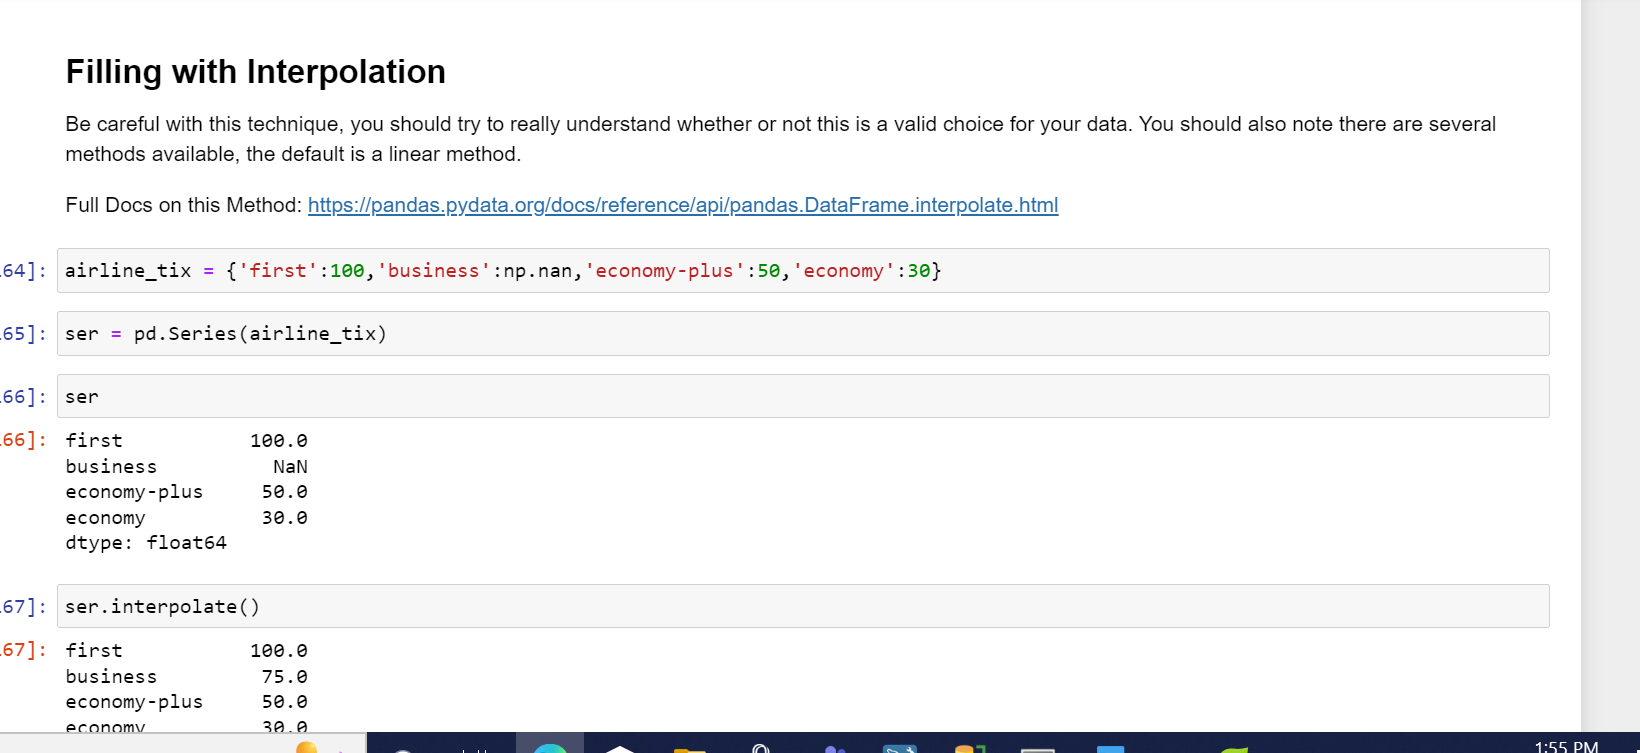 Filling with Interpolation
Be careful with this technique, you should try to really understand whether or not this is a valid choice for your data. You should also note there are several
methods available, the default is a linear method.
Full Docs on this Method: https://pandas.pydata.org/docs/reference/api/pandas.DataFrame.interpolate.html
64]: airline_tix = {'first':100,'business':np.nan,'economy-plus':50,'economy':30}
65]: ser = pd.Series(airline_tix)
66]: ser
66]: first 100.0
business NaN
economy-plus 50.0
economy 30.0
dtype: float64
67]: ser.interpolate()
67]: first 100.0
business 75.0
economy-plus 50.0
economy 30.0
1:55 PM